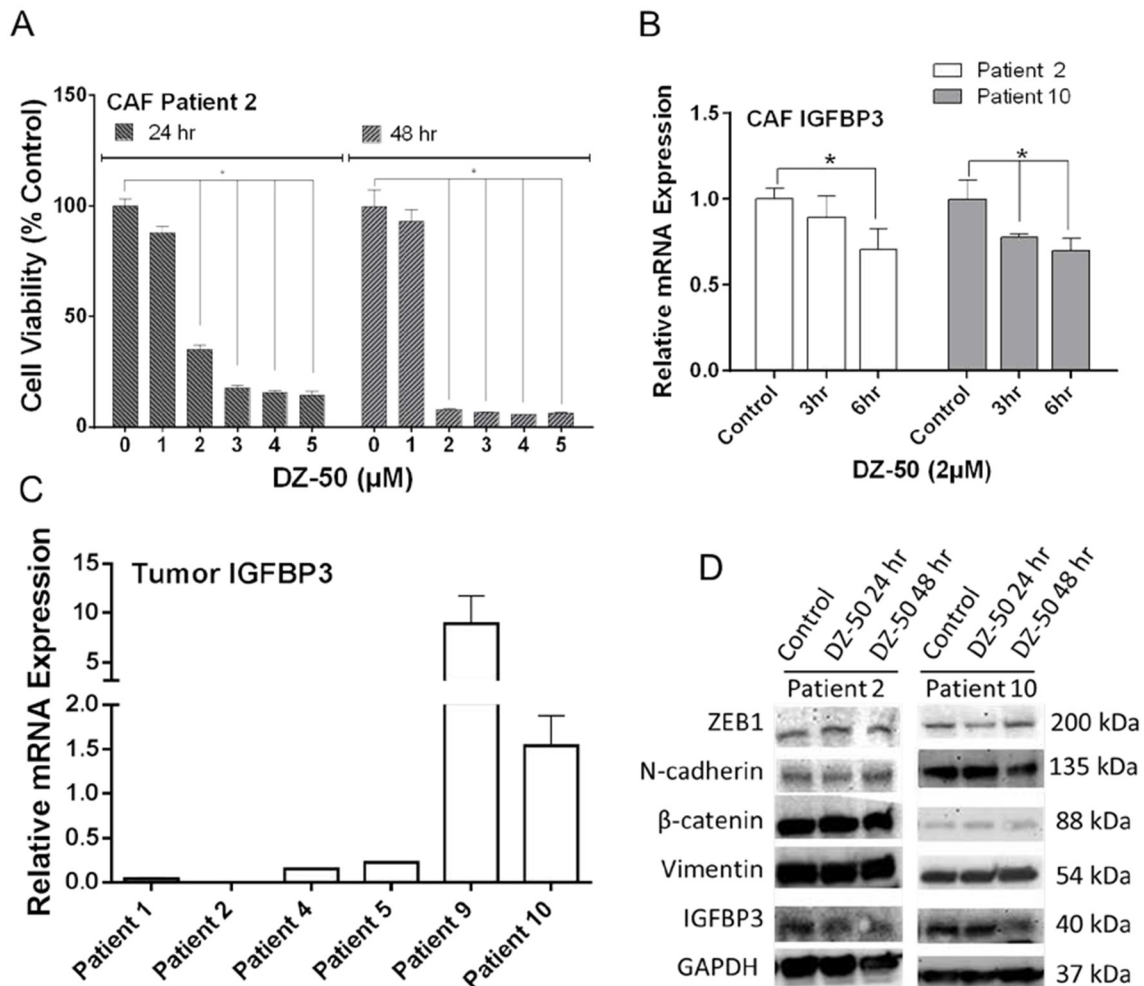 A
Cell Viability (% Control)
150
100
50
0
CAF Patient 2
24 hr
48 hr
*
*
0 1 2 3 4 5 0 1 2 3 4 5
DZ-50 (µM)
B
Relative mRNA Expression
1.5
1.0
0.5
0.0
Patient 2
Patient 10
CAF IGFBP3
*
*
Control 3hr 6hr Control 3hr 6hr
DZ-50 (2µM)
C
Relative mRNA Expression
15
10
5
2.0
1.5
1.0
0.5
0.0
Tumor IGFBP3
Patient 1 Patient 2 Patient 4 Patient 5 Patient 9 Patient 10
D
Control DZ-50 24 hr DZ-50 48 hr Control DZ-50 24 hr DZ-50 48 hr
Patient 2 Patient 10
ZEB1 200 kDa
N-cadherin 135 kDa
β-catenin 88 kDa
Vimentin 54 kDa
IGFBP3 40 kDa
GAPDH 37 kDa